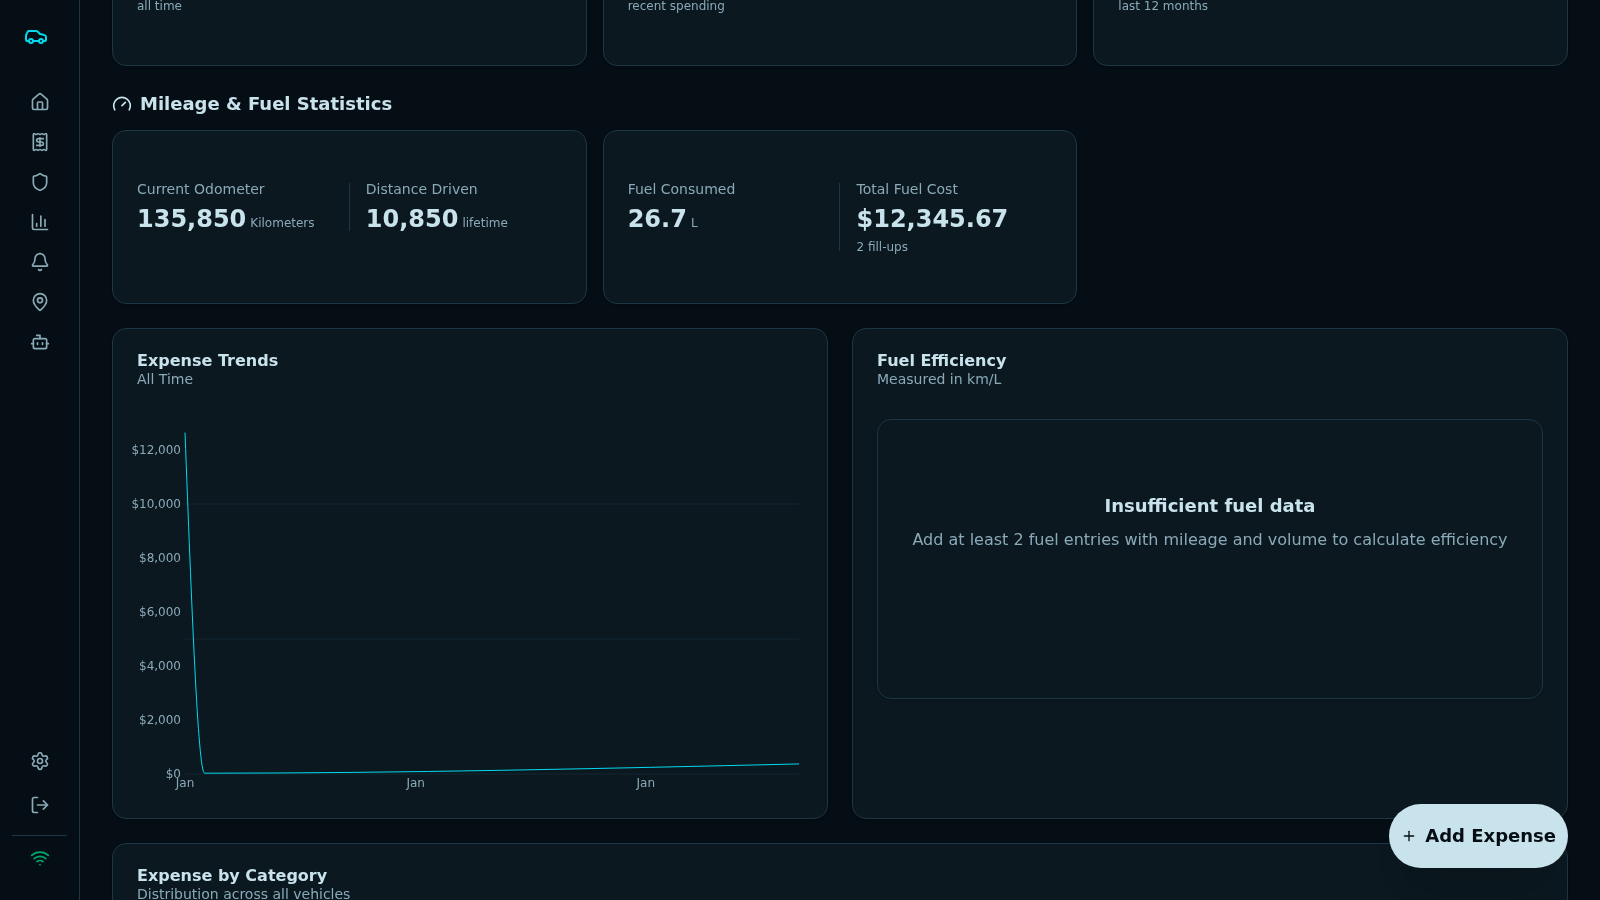 all time
recent spending
last 12 months
Mileage & Fuel Statistics
Current Odometer
135,850 Kilometers
Distance Driven
10,850 lifetime
Fuel Consumed
26.7 L
Total Fuel Cost
$12,345.67
2 fill-ups
Expense Trends
All Time
$12,000
$10,000
$8,000
$6,000
$4,000
$2,000
$0
Jan
Jan
Jan
Fuel Efficiency
Measured in km/L
Insufficient fuel data
Add at least 2 fuel entries with mileage and volume to calculate efficiency
+ Add Expense
Expense by Category
Distribution across all vehicles